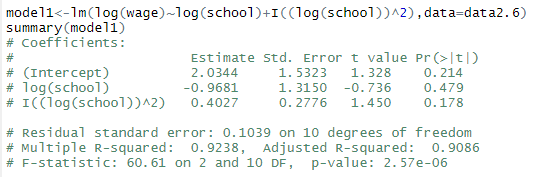 model1<-lm(log(wage)~log(school)+I((log(school))^2),data=data2.6)
summary(model1)
# Coefficients:
# Estimate Std. Error t value Pr(>|t|)
# (Intercept) 2.0344 1.5323 1.328 0.214
# log(school) -0.9681 1.3150 -0.736 0.479
# I((log(school))^2) 0.4027 0.2776 1.450 0.178
# Residual standard error: 0.1039 on 10 degrees of freedom
# Multiple R-squared: 0.9238, Adjusted R-squared: 0.9086
# F-statistic: 60.61 on 2 and 10 DF, p-value: 2.57e-06